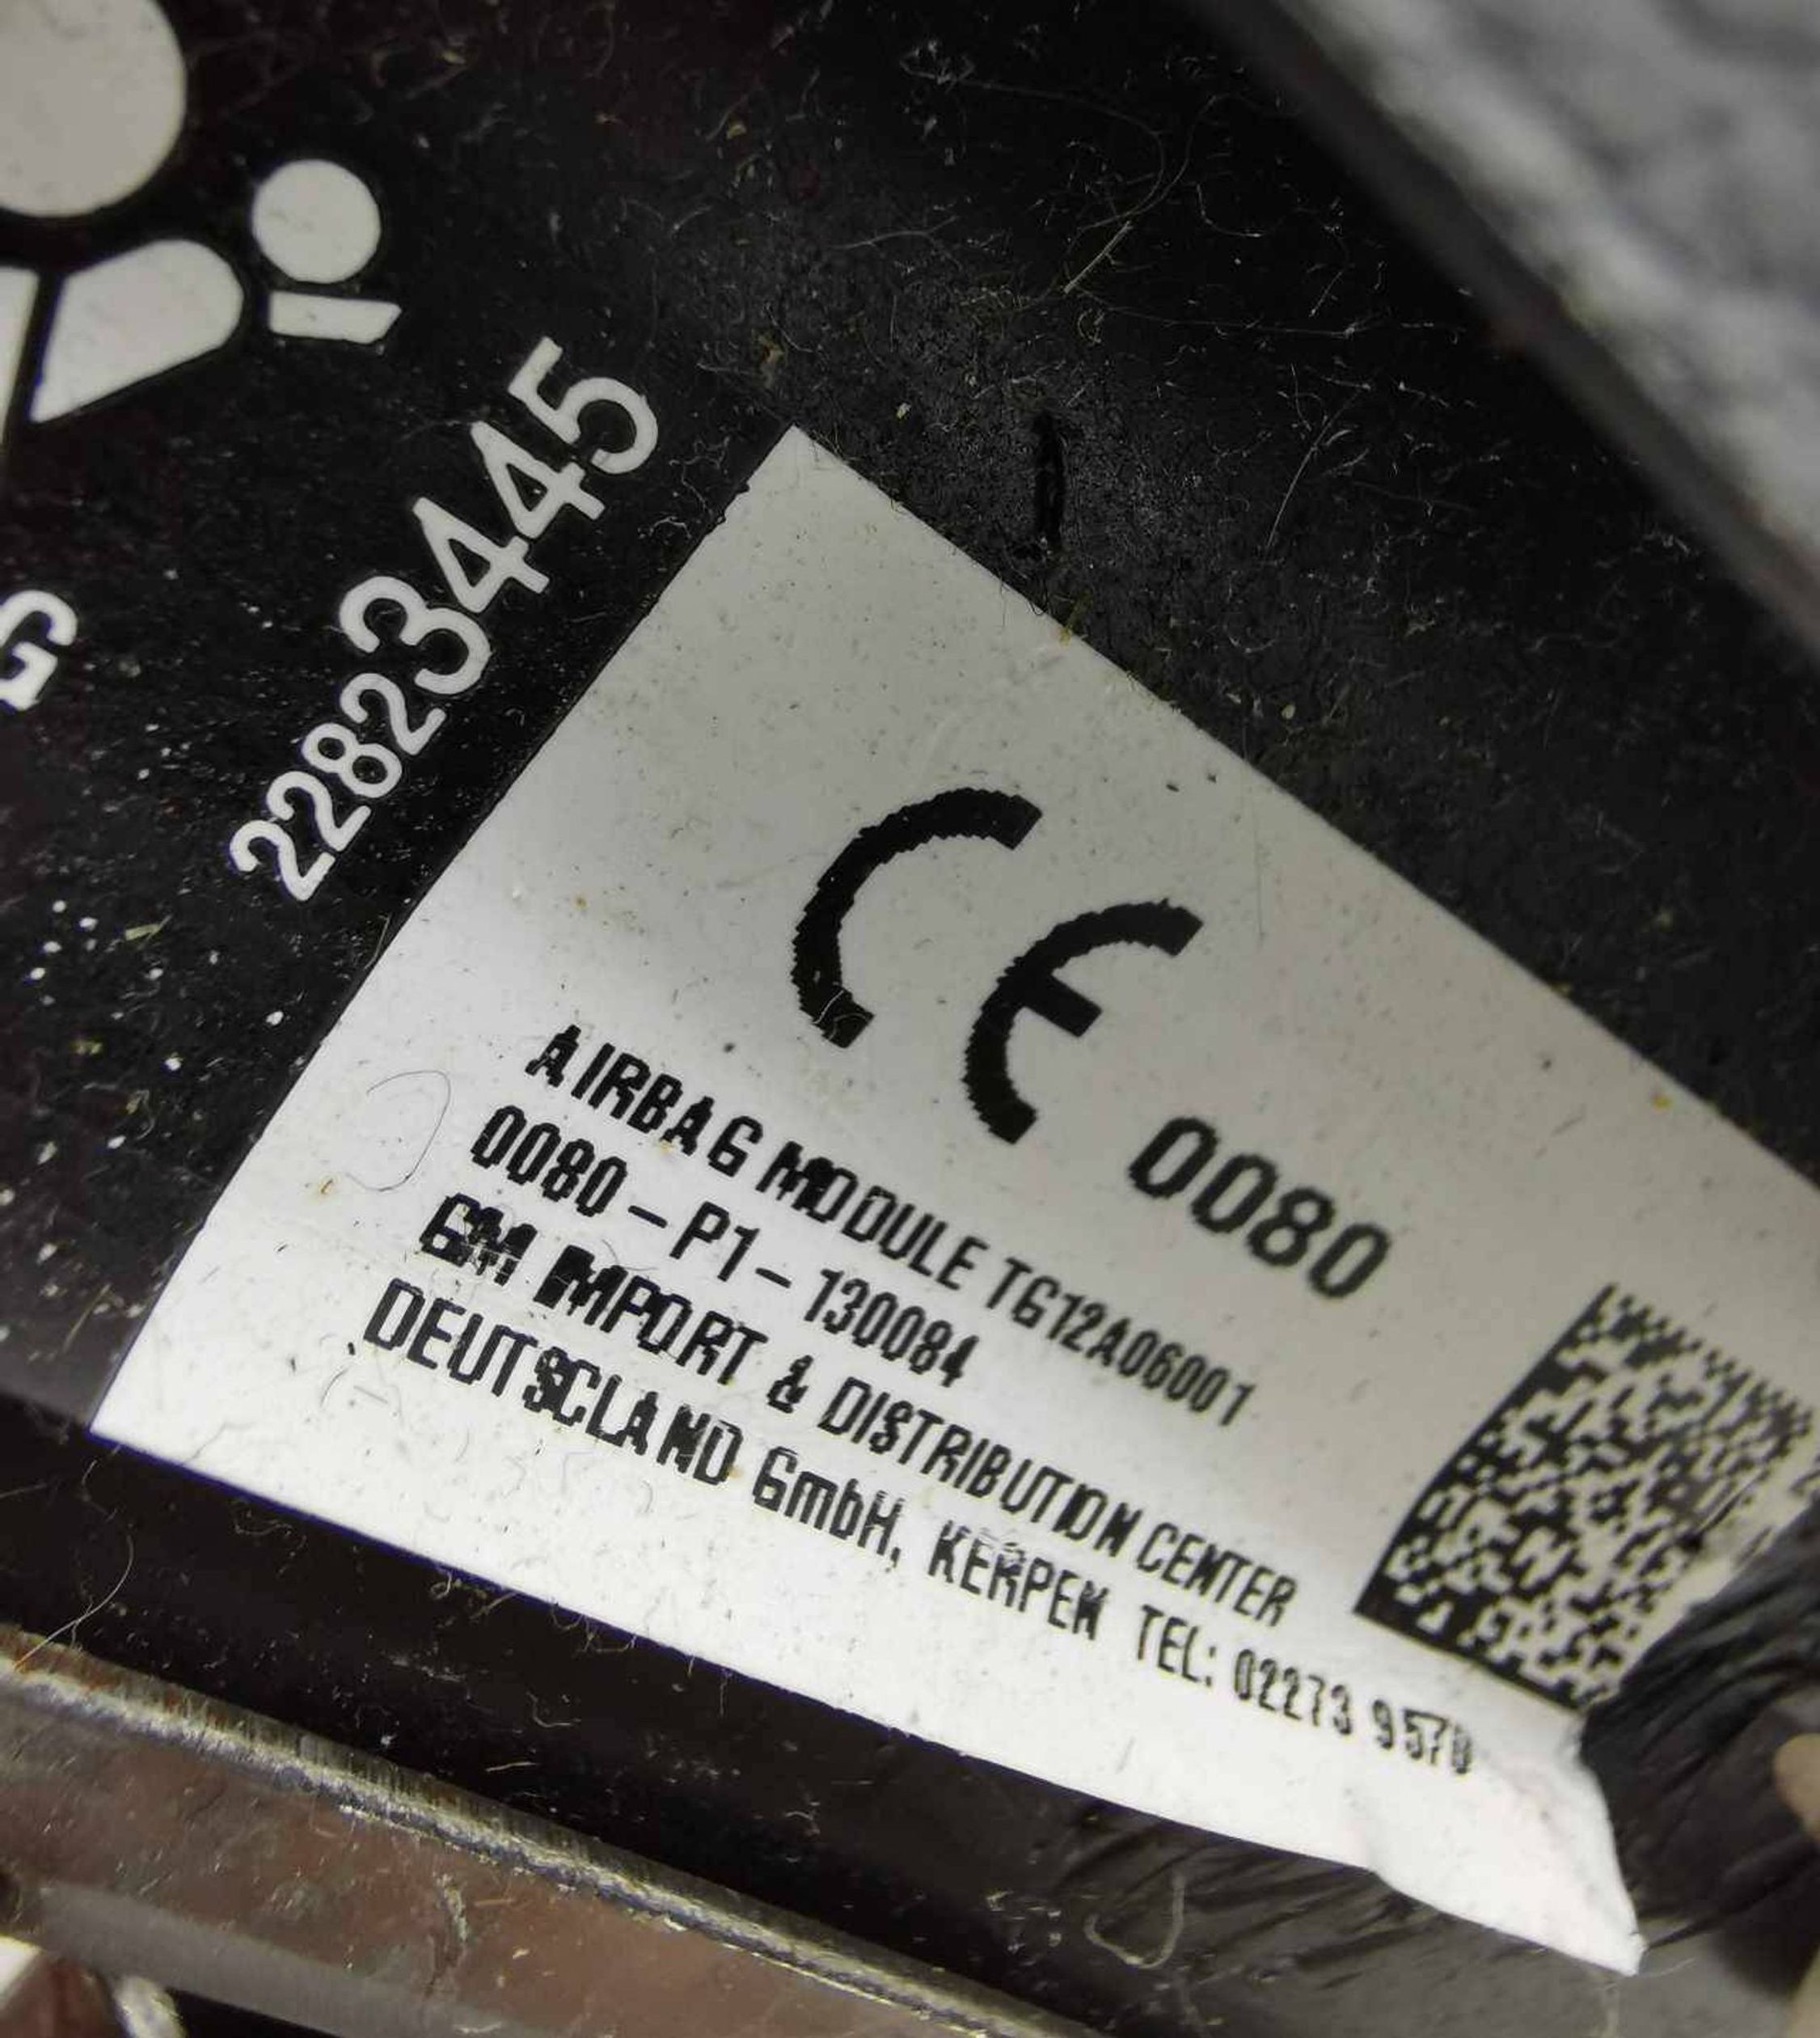 G
22823445
CE 0080
AIRBAG MODULE TG12A06001
0080-P1-130084
GM IMPORT & DISTRIBUTION CENTER
DEUTSCLAND GmbH, KERPEN TEL: 02273 9570